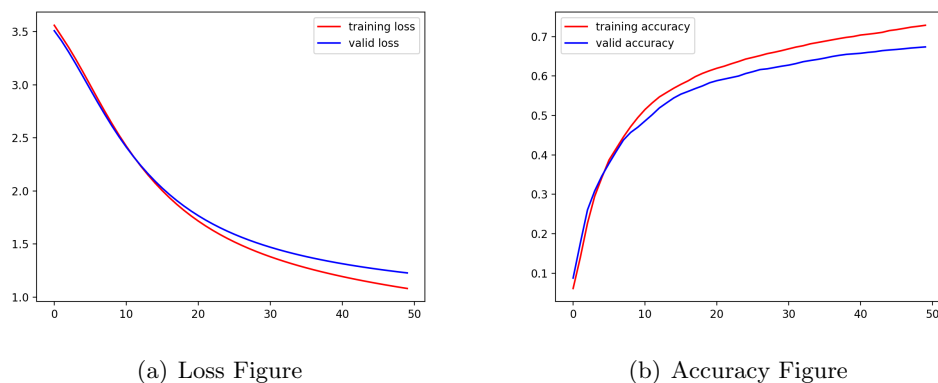 training loss
valid loss
3.5
3.0
2.5
2.0
1.5
1.0
0 10 20 30 40 50
(a) Loss Figure
training accuracy
valid accuracy
0.7
0.6
0.5
0.4
0.3
0.2
0.1
0 10 20 30 40 50
(b) Accuracy Figure